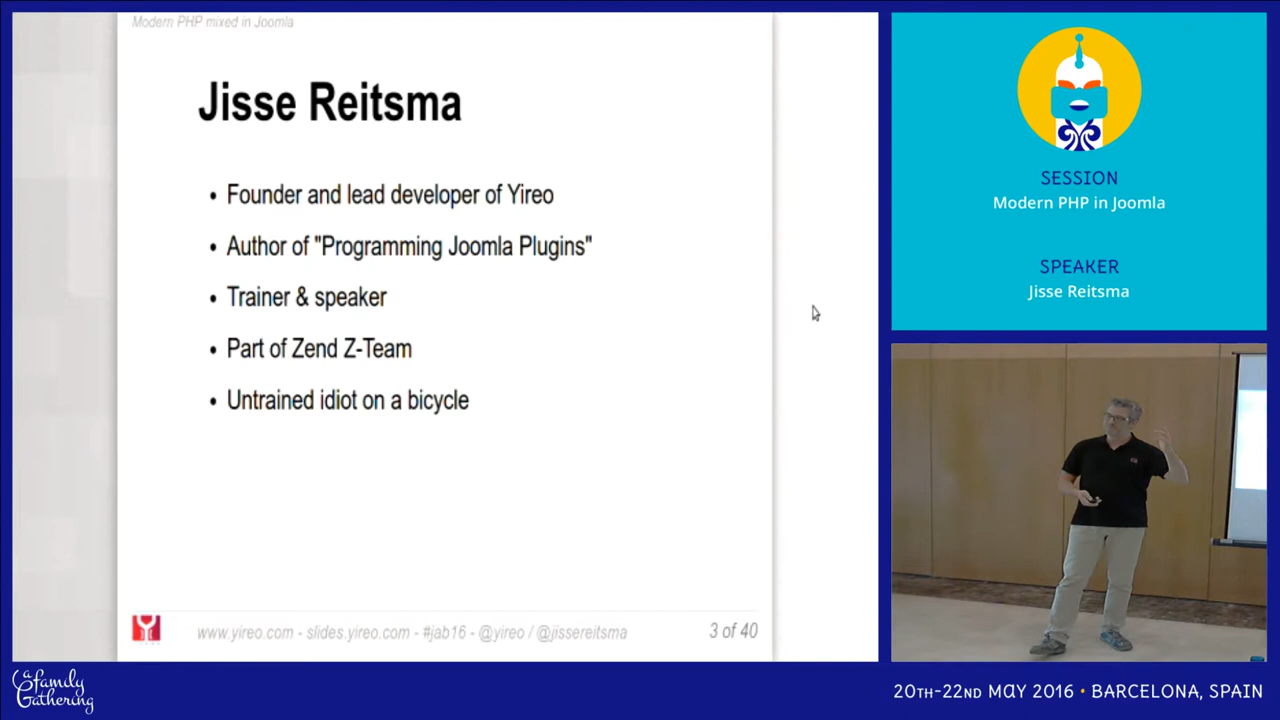 Modern PHP mixed in Joomla
Jisse Reitsma
• Founder and lead developer of Yireo
• Author of "Programming Joomla Plugins"
• Trainer & speaker
• Part of Zend Z-Team
• Untrained idiot on a bicycle
www.yireo.com - slides.yireo.com - #jab16 - @yireo / @jissereitsma
3 of 40
SESSION
Modern PHP in Joomla
SPEAKER
Jisse Reitsma
a family
Gathering
20TH-22ND MAY 2016 • BARCELONA, SPAIN